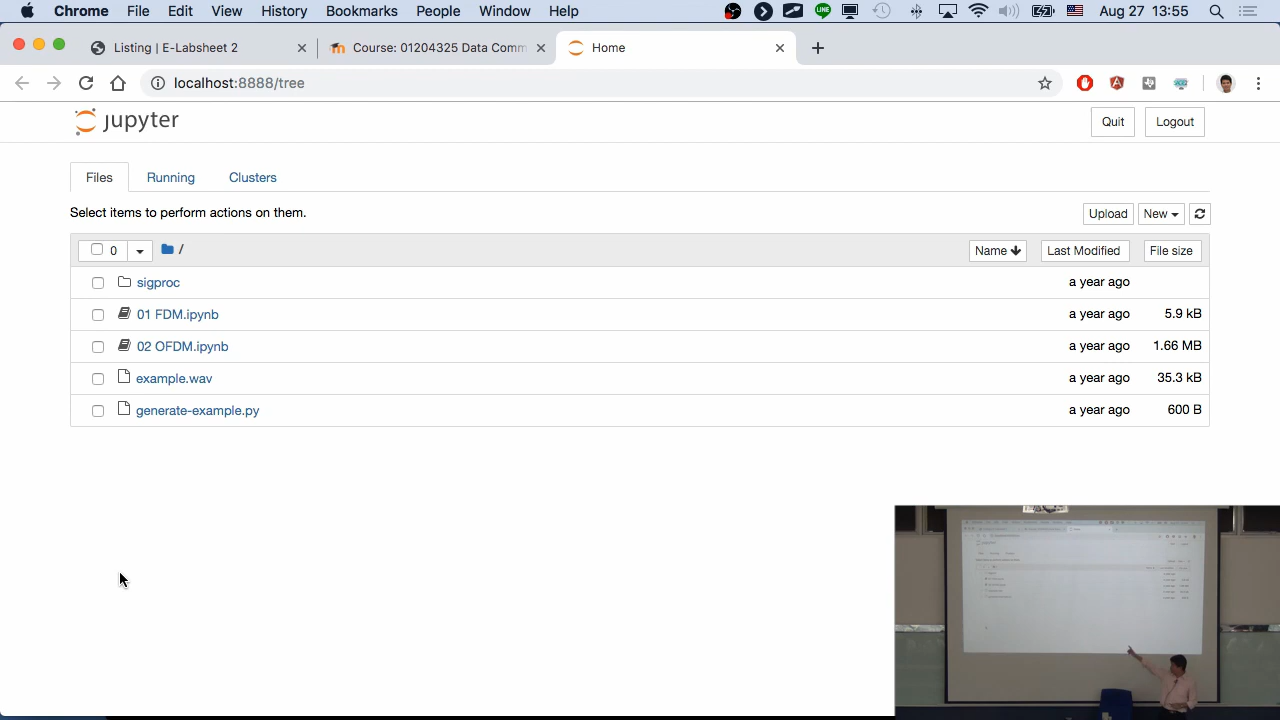 Chrome File Edit View History Bookmarks People Window Help LINE Aug 27 13:55
Listing | E-Labsheet 2 Course: 01204325 Data Comm Home
localhost:8888/tree
jupyter Quit Logout
Files Running Clusters
Select items to perform actions on them. Upload New
0 / Name Last Modified File size
sigproc a year ago
01 FDM.ipynb a year ago 5.9 kB
02 OFDM.ipynb a year ago 1.66 MB
example.wav a year ago 35.3 kB
generate-example.py a year ago 600 B